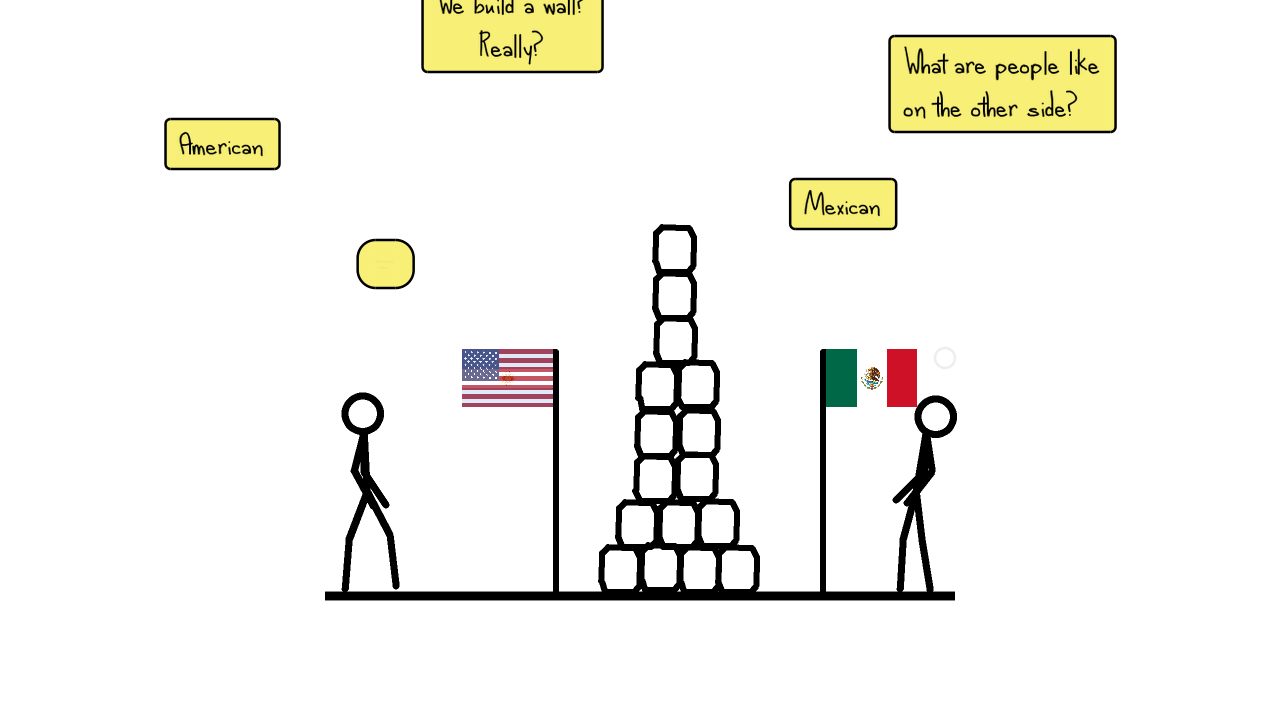 We build a wall?
Really?
What are people like
on the other side?
American
Mexican